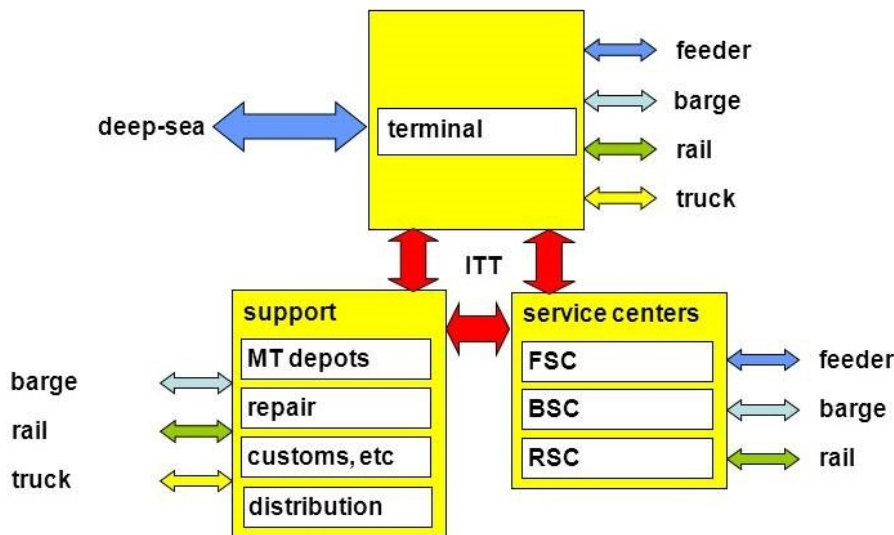 feeder
deep-sea
terminal
barge
rail
truck
ITT
support
service centers
MT depots
FSC
feeder
barge
repair
BSC
barge
rail
customs, etc
RSC
rail
truck
distribution